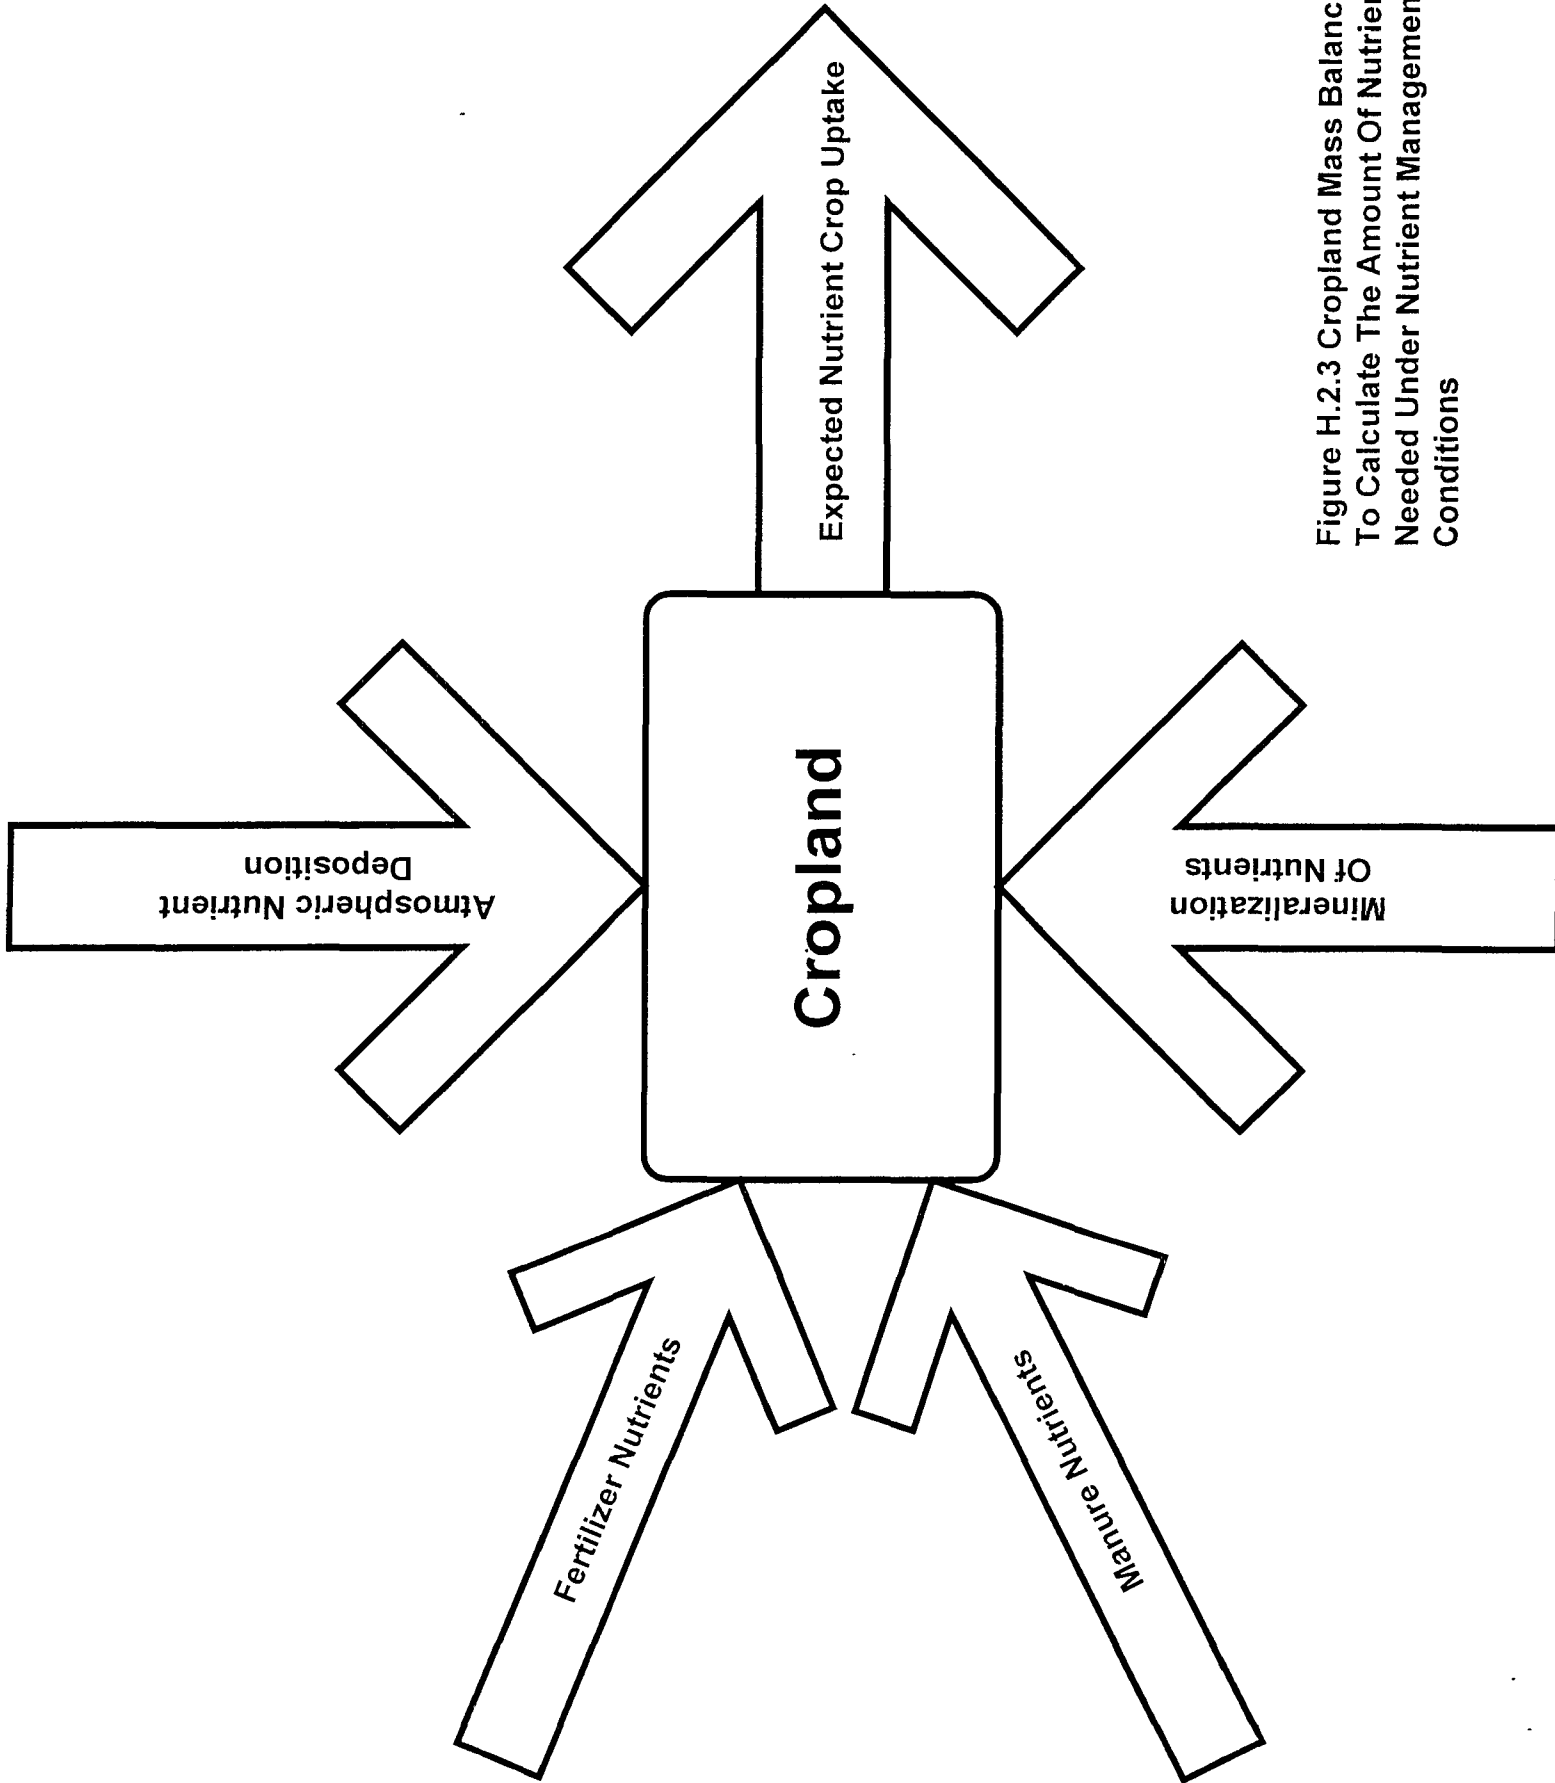 Atmospheric Nutrient
Deposition
Fertilizer Nutrients
Cropland
Expected Nutrient Crop Uptake
Manure Nutrients
Mineralization
Of Nutrients
Figure H.2.3 Cropland Mass Balanc
To Calculate The Amount Of Nutrien
Needed Under Nutrient Managemen
Conditions